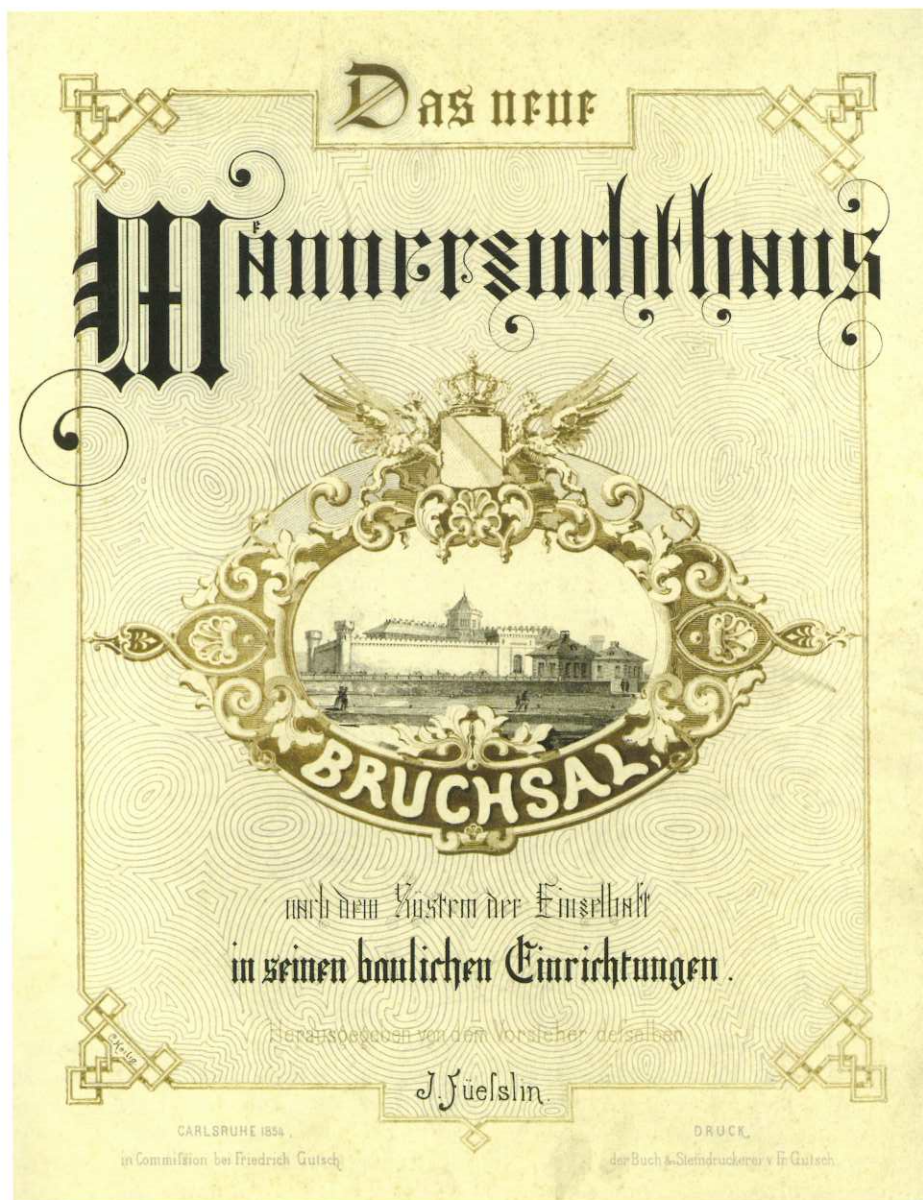 Das neue
Männerzuchthaus
BRUCHSAL,
nach dem Süstem der Einzelhaft
in seinen baulichen Einrichtungen.
Herausgegeben von dem Vorsteher deſselben
J. Füeſslin.
CARLSRUHE 1854,
in Commiſsion bei Friedrich Gutsch
DRUCK,
der Buch & Steindruckerei v. Fr. Gutsch